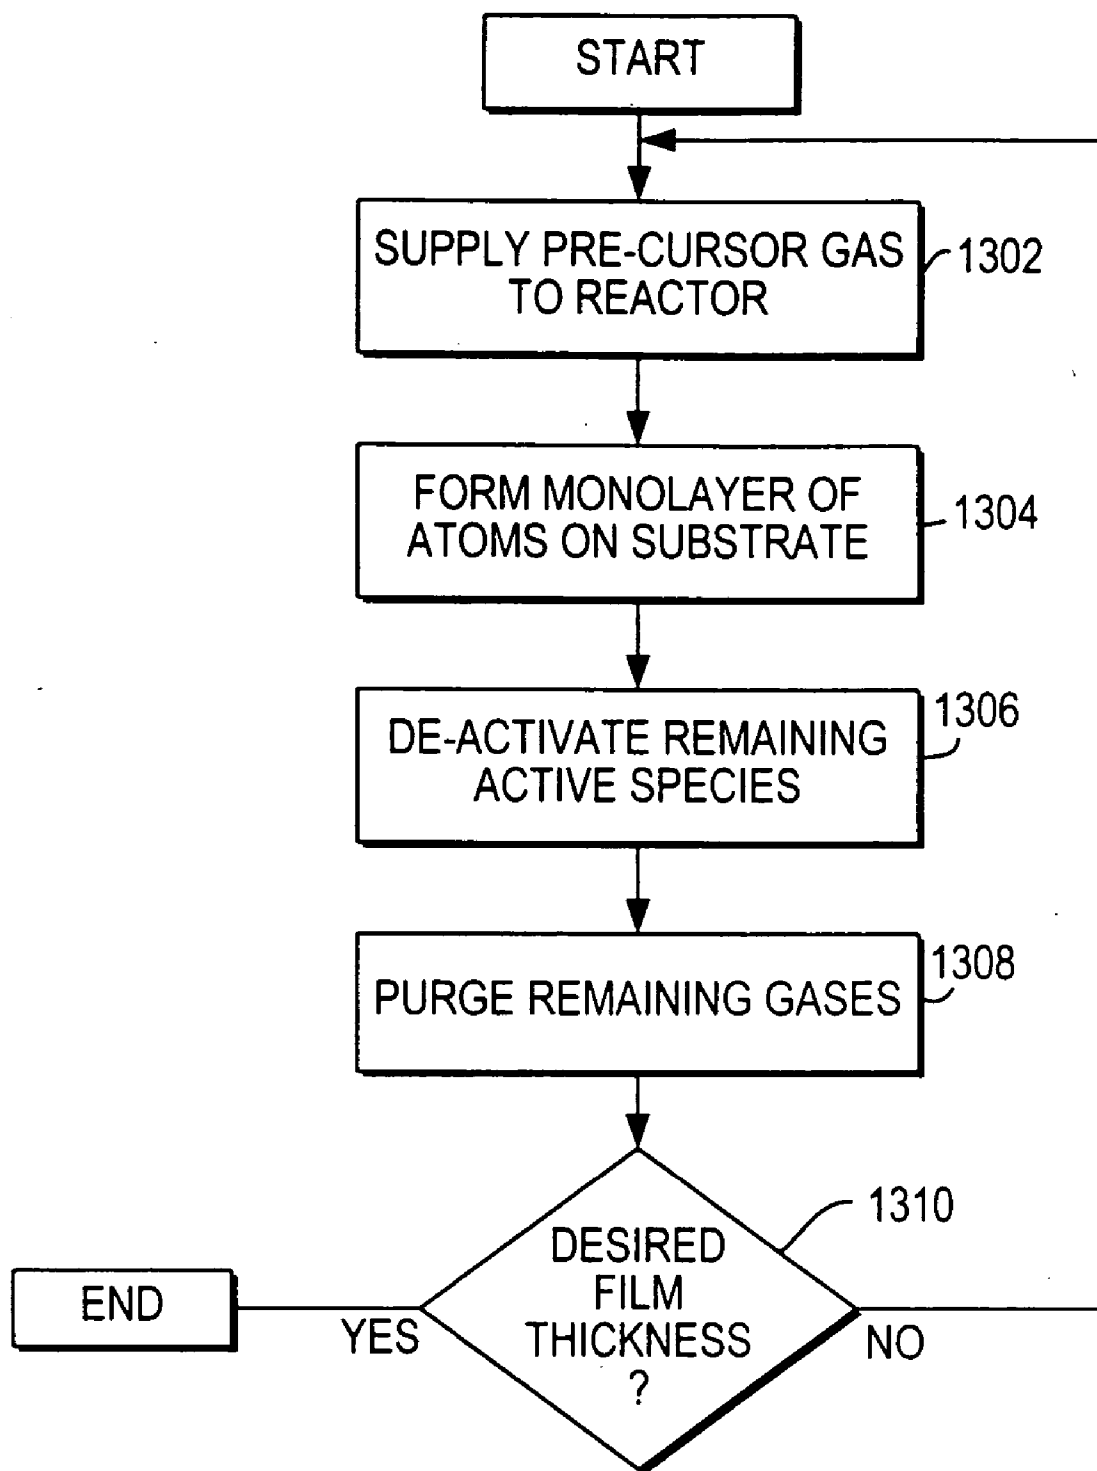 START
SUPPLY PRE-CURSOR GAS
TO REACTOR
1302
FORM MONOLAYER OF
ATOMS ON SUBSTRATE
1304
DE-ACTIVATE REMAINING
ACTIVE SPECIES
1306
PURGE REMAINING GASES
1308
DESIRED
FILM
THICKNESS
?
1310
END
YES
NO